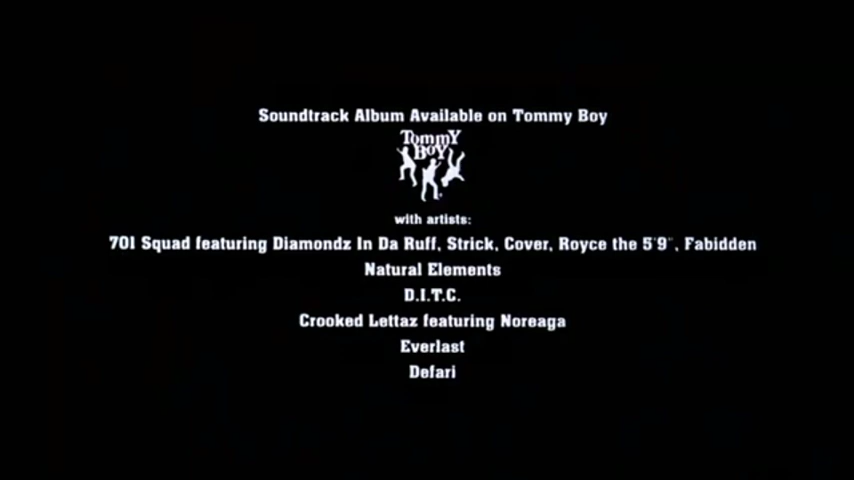 Soundtrack Album Available on Tommy Boy
Tommy
Boy
with artists:
701 Squad featuring Diamondz In Da Ruff, Strick, Cover, Royce the 5'9", Fabidden
Natural Elements
D.I.T.C.
Crooked Lettaz featuring Noreaga
Everlast
Defari